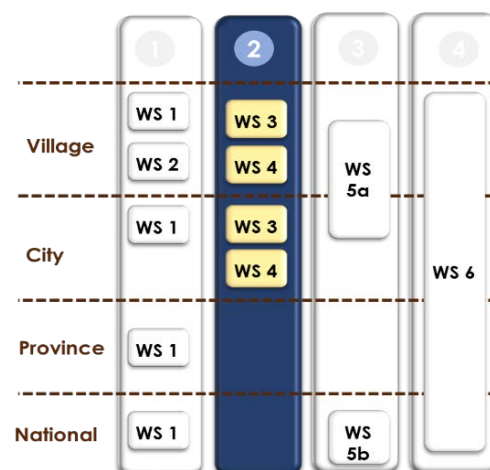 1 2 3 4
Village
WS 1
WS 3
WS 2
WS 4
WS
5a
City
WS 1
WS 3
WS 4
WS 6
Province
WS 1
National
WS 1
WS
5b